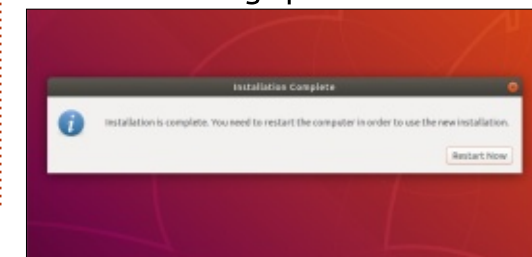 Installation Complete
Installation is complete. You need to restart the computer in order to use the new installation.
Restart Now